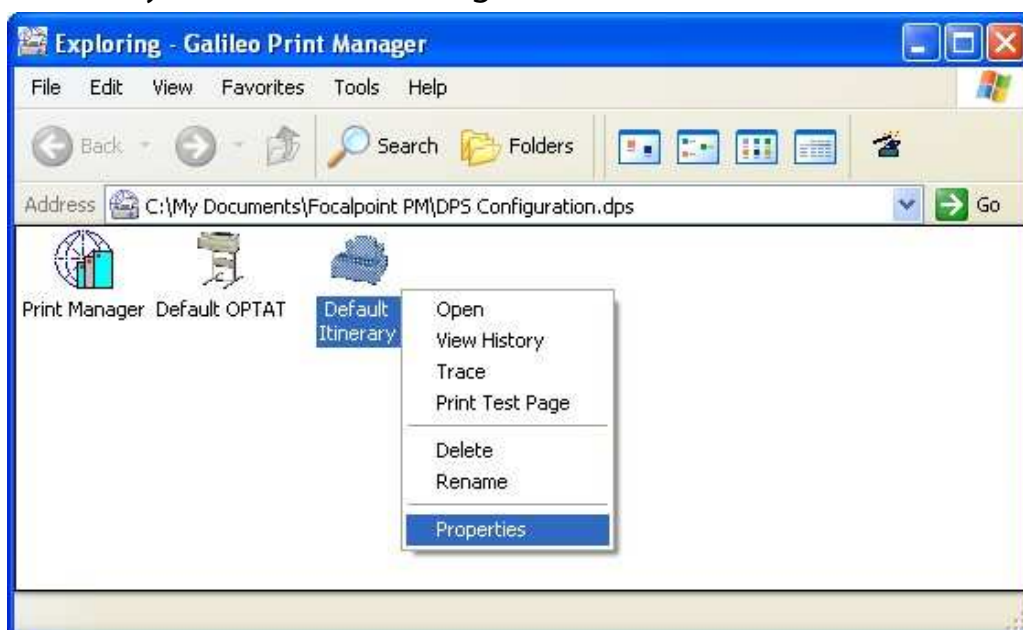 Exploring - Galileo Print Manager
File Edit View Favorites Tools Help
Back Search Folders
Address C:\My Documents\Focalpoint PM\DPS Configuration.dps Go
Print Manager Default OPTAT Default
Itinerary
Open
View History
Trace
Print Test Page
Delete
Rename
Properties